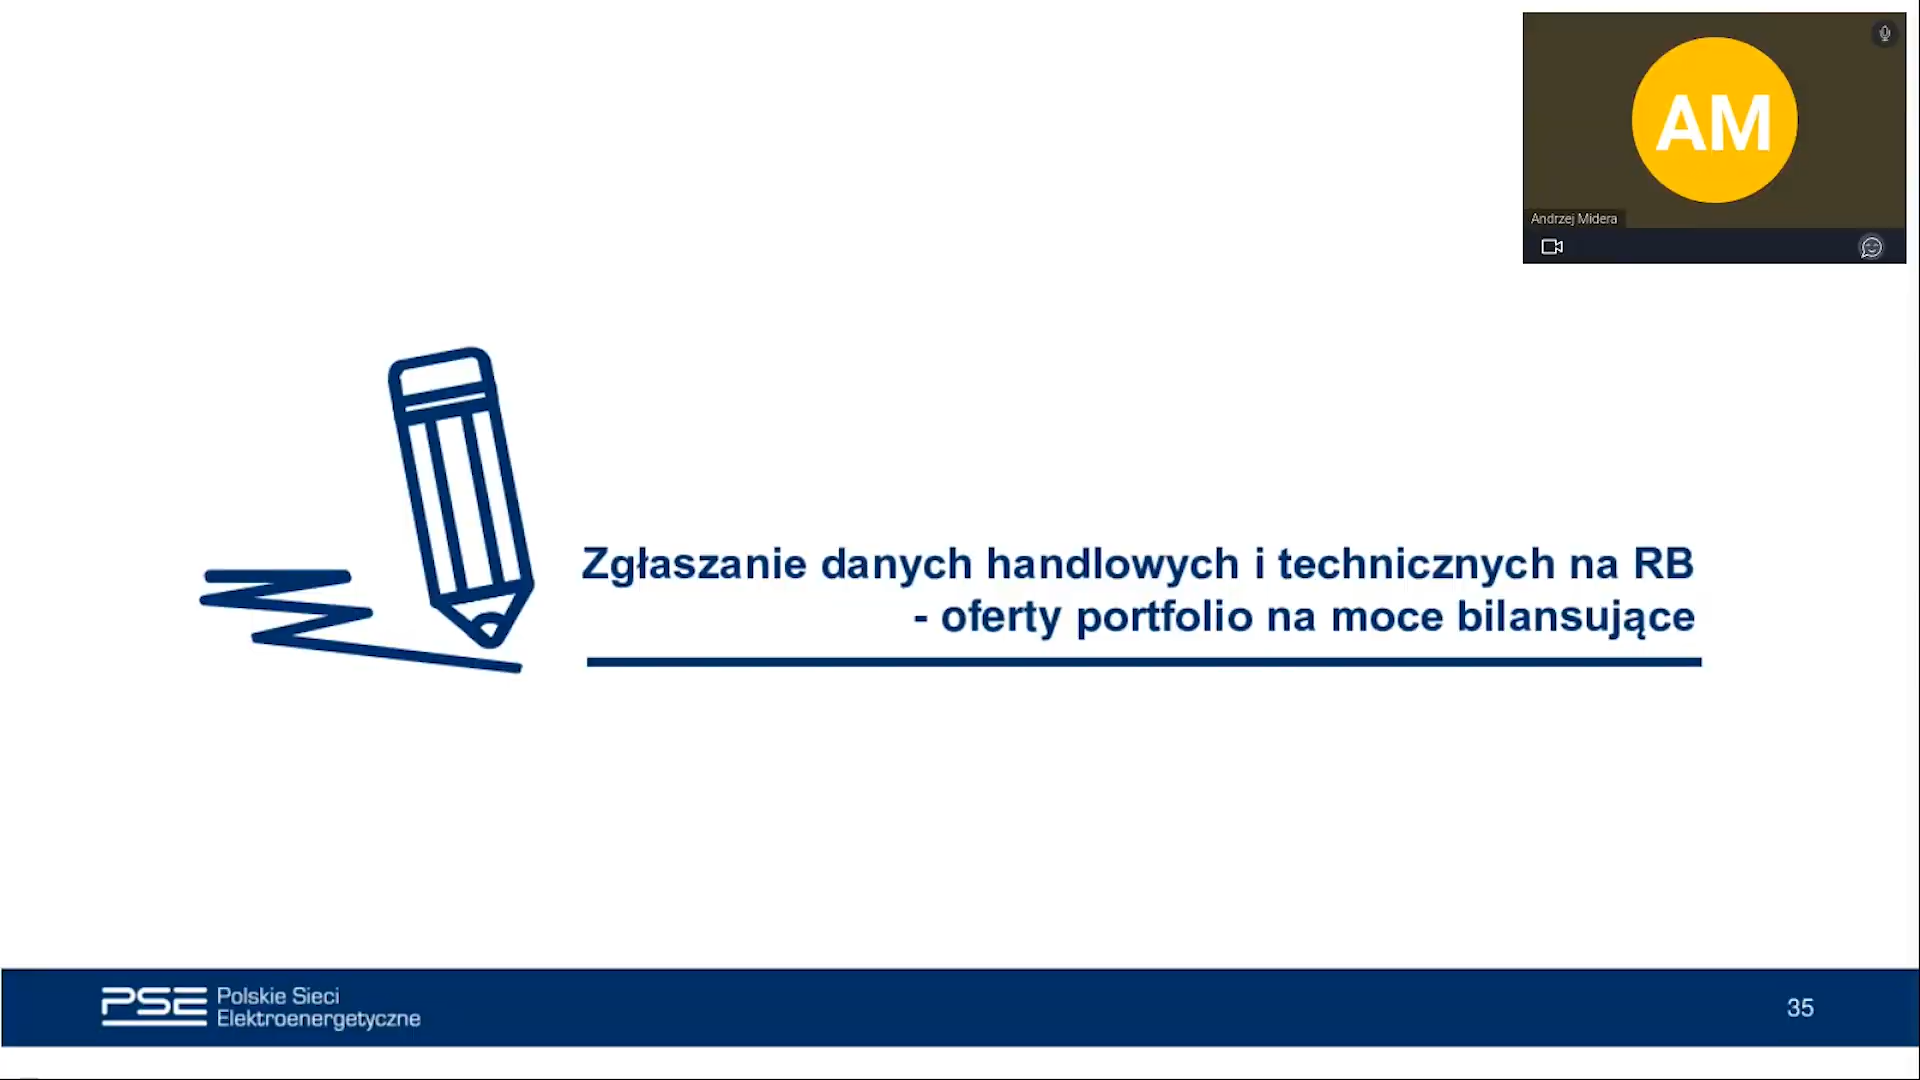 AM
Andrzej Midera
Zgłaszanie danych handlowych i technicznych na RB
- oferty portfolio na moce bilansujące
PSE Polskie Sieci
Elektroenergetyczne
35